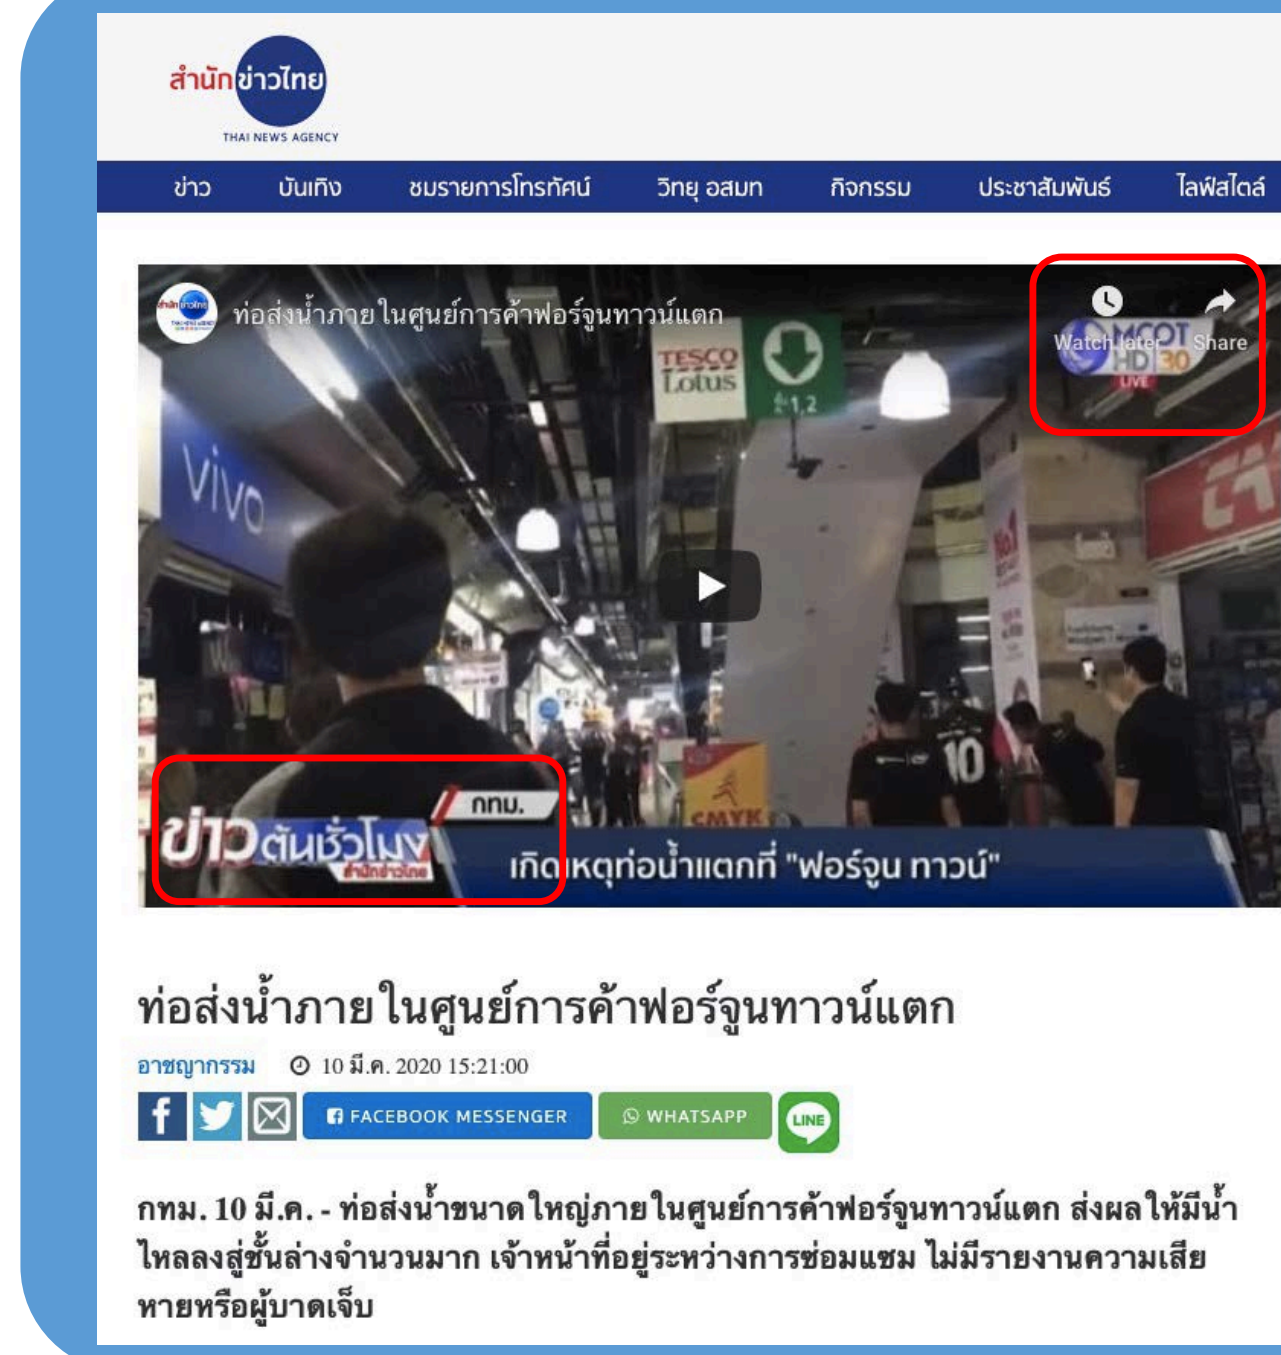 สำนักข่าวไทย
THAI NEWS AGENCY
ข่าว บันเทิง ชมรายการโทรทัศน์ วิทยุ อสมท กิจกรรม ประชาสัมพันธ์ ไลฟ์สไตล์
ท่อส่งน้ำภายในศูนย์การค้าฟอร์จูนทาวน์แตก
Watch later Share
MCOT
HD 30
LIVE
TESCO
Lotus
ชั้น 1,2
vivo
No.1
10
CMYK
กทม.
ข่าวต้นชั่วโมง
สำนักข่าวไทย
เกิดเหตุท่อน้ำแตกที่ "ฟอร์จูน ทาวน์"
ท่อส่งน้ำภายในศูนย์การค้าฟอร์จูนทาวน์แตก
อาชญากรรม 10 มี.ค. 2020 15:21:00
FACEBOOK MESSENGER WHATSAPP LINE
กทม. 10 มี.ค. - ท่อส่งน้ำขนาดใหญ่ภายในศูนย์การค้าฟอร์จูนทาวน์แตก ส่งผลให้มีน้ำ
ไหลลงสู่ชั้นล่างจำนวนมาก เจ้าหน้าที่อยู่ระหว่างการซ่อมแซม ไม่มีรายงานความเสีย
หายหรือผู้บาดเจ็บ